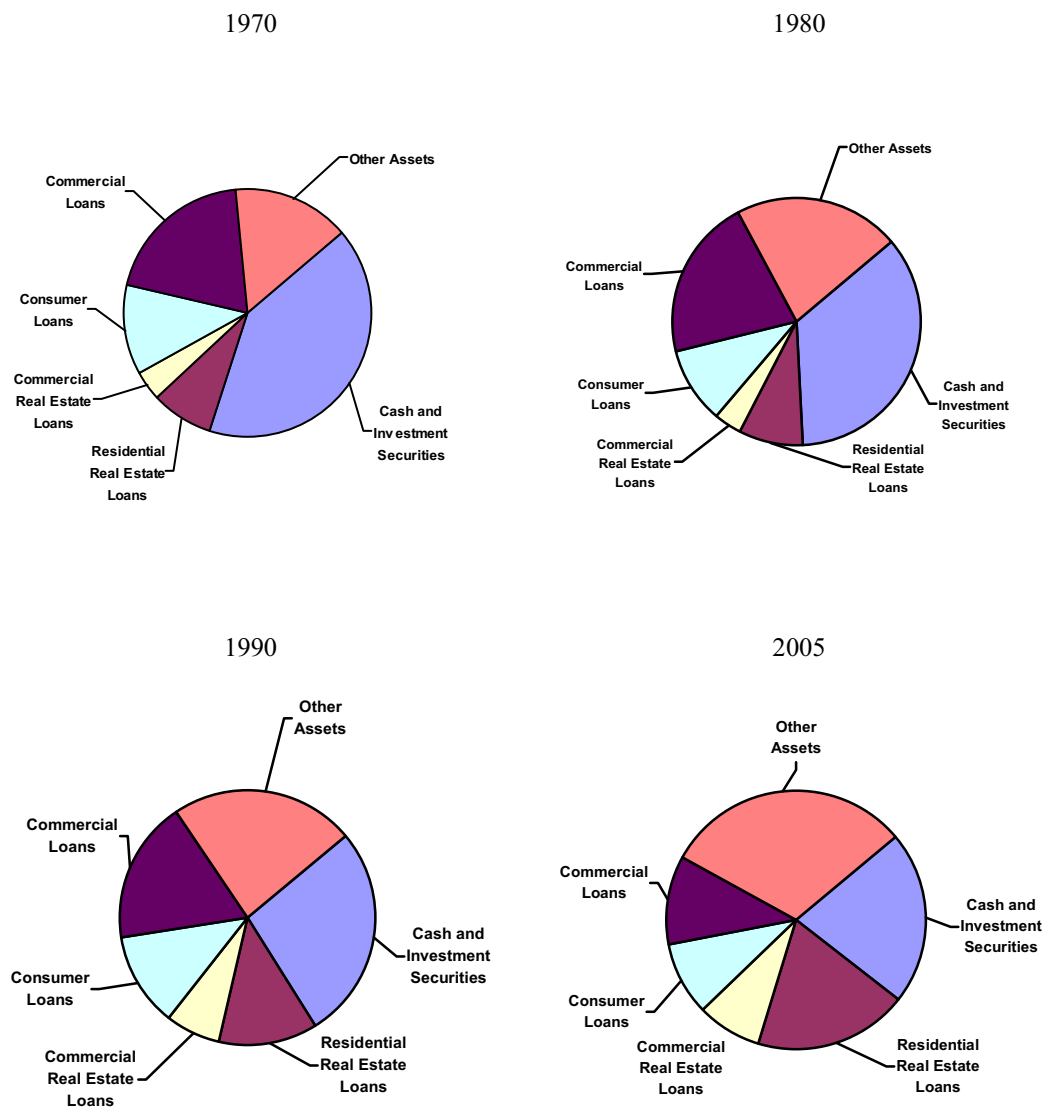 1970
Other Assets
Commercial
Loans
Consumer
Loans
Commercial
Real Estate
Loans
Residential
Real Estate
Loans
Cash and
Investment
Securities
1980
Other Assets
Commercial
Loans
Consumer
Loans
Commercial
Real Estate
Loans
Residential
Real Estate
Loans
Cash and
Investment
Securities
1990
Other
Assets
Commercial
Loans
Consumer
Loans
Commercial
Real Estate
Loans
Residential
Real Estate
Loans
Cash and
Investment
Securities
2005
Other
Assets
Commercial
Loans
Consumer
Loans
Commercial
Real Estate
Loans
Residential
Real Estate
Loans
Cash and
Investment
Securities